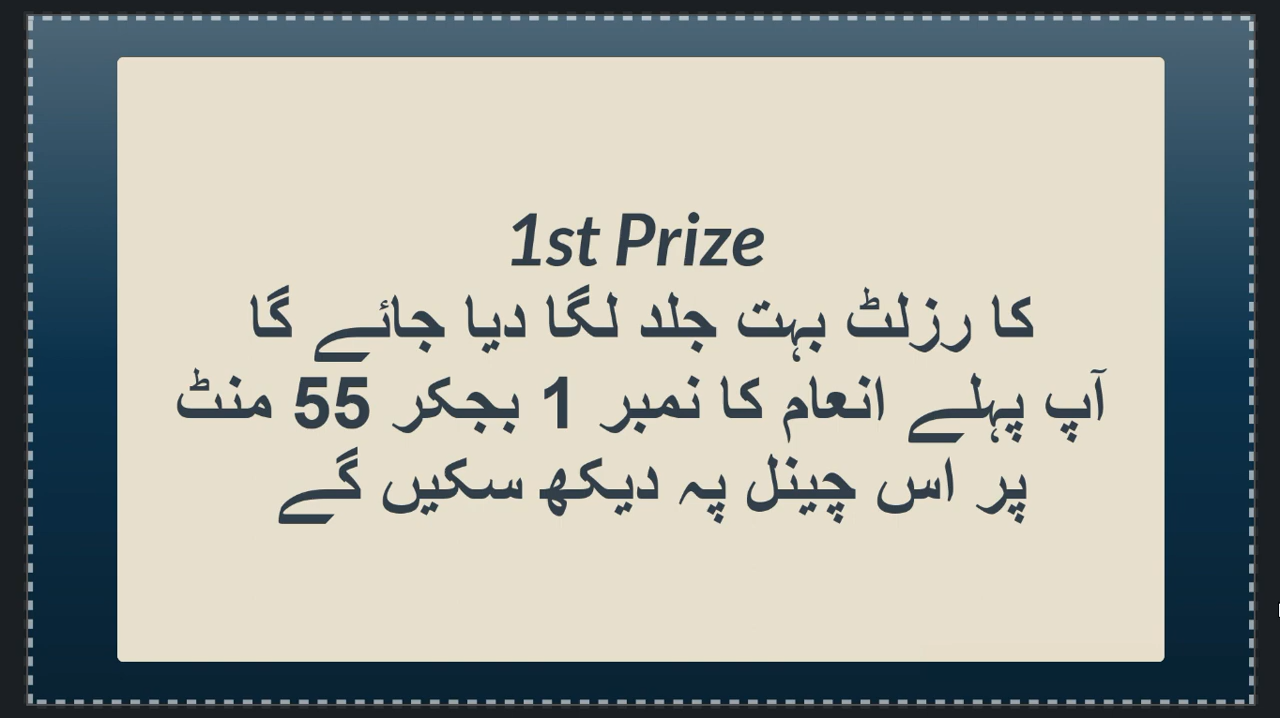 1st Prize
کا رزلٹ بہت جلد لگا دیا جائے گا
آپ پہلے انعام کا نمبر 1 بجکر 55 منٹ
پر اس چینل پہ دیکھ سکیں گے